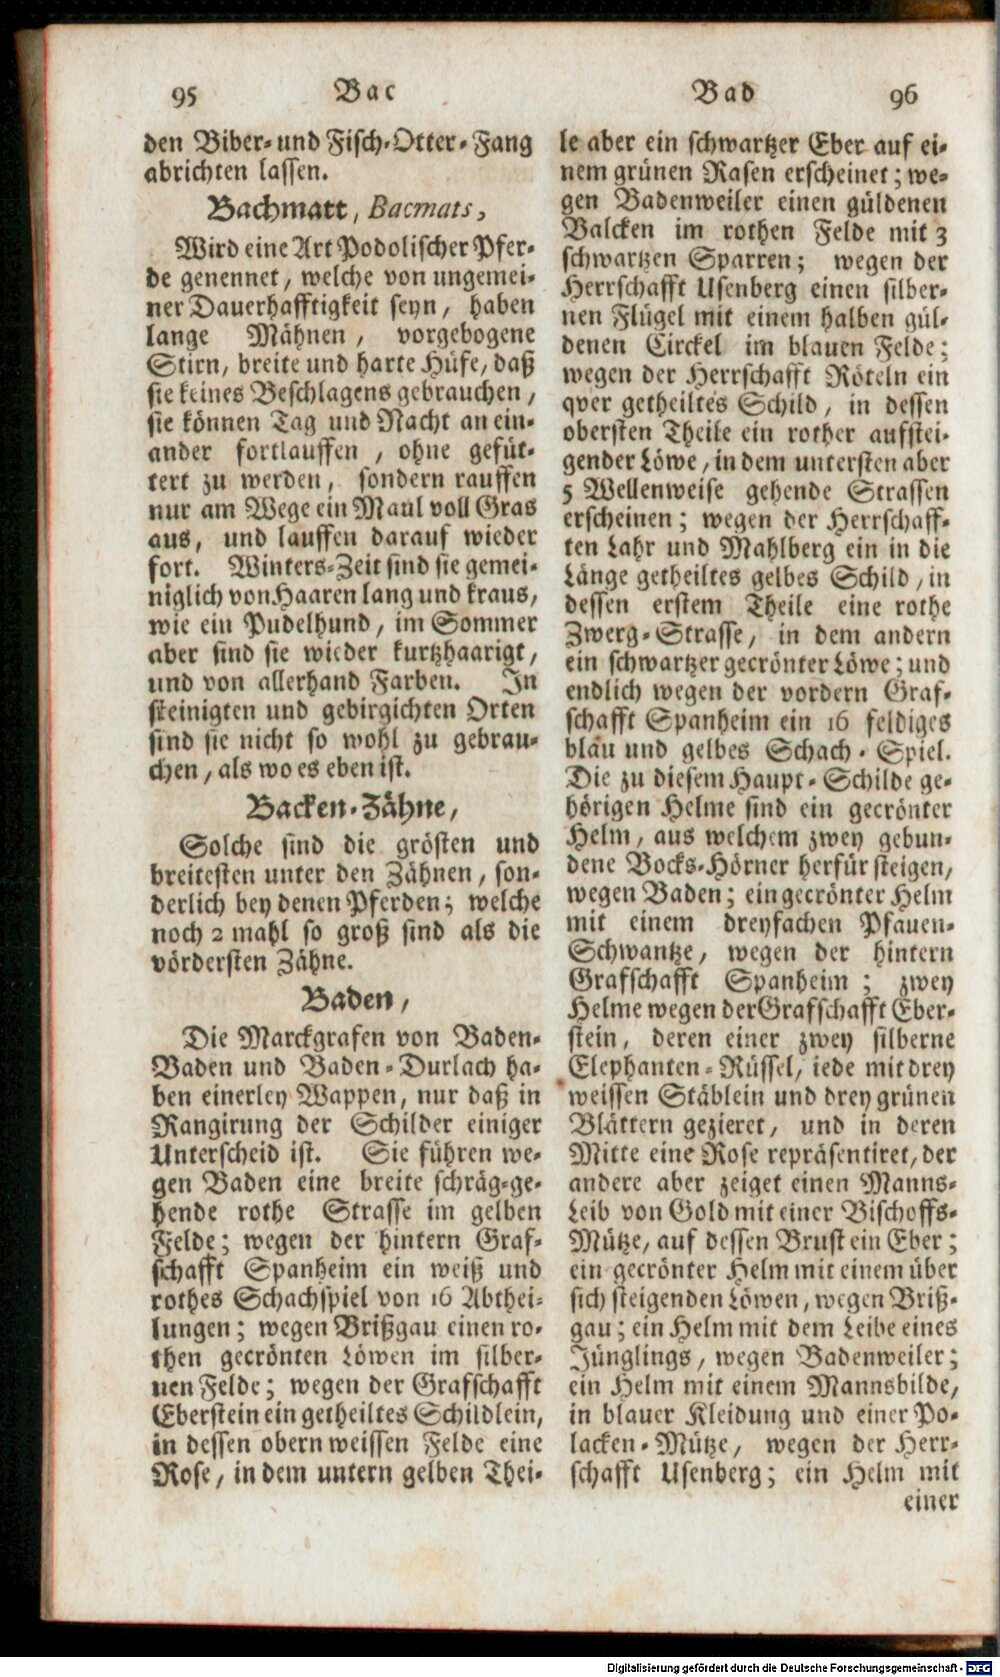 95 Bac
den Biber- und Fisch-Otter-Fang
abrichten lassen.
Bachmatt, Bacmats,
Wird eine Art Podolischer Pfer-
de genennet, welche von ungemei-
ner Dauerhafftigkeit seyn, haben
lange Mähnen, vorgebogene
Stirn, breite und harte Hüfe, daß
sie keines Beschlagens gebrauchen,
sie können Tag und Nacht an ein-
ander fortlauffen, ohne gefüt-
tert zu werden, sondern rauffen
nur am Wege ein Maul voll Gras
aus, und lauffen darauf wieder
fort. Winters-Zeit sind sie gemei-
niglich von Haaren lang und kraus,
wie ein Pudelhund, im Sommer
aber sind sie wieder kurtzhaarigt,
und von allerhand Farben. In
steinigten und gebirgichten Orten
sind sie nicht so wohl zu gebrau-
chen, als wo es eben ist.
Backen-Zähne,
Solche sind die grösten und
breitesten unter den Zähnen, son-
derlich bey denen Pferden; welche
noch 2 mahl so groß sind als die
vördersten Zähne.
Baden,
Die Marckgrafen von Baden-
Baden und Baden-Durlach ha-
ben einerley Wappen, nur daß in
Rangirung der Schilder einiger
Unterscheid ist. Sie führen we-
gen Baden eine breite schräg-ge-
hende rothe Strasse im gelben
Felde; wegen der hintern Graf-
schafft Spanheim ein weiß und
rothes Schachspiel von 16 Abthei-
lungen; wegen Brißgau einen ro-
then gecrönten Löwen im silber-
nen Felde; wegen der Grafschafft
Eberstein ein getheiltes Schildlein,
in dessen obern weissen Felde eine
Rose, in dem untern gelben Thei-
Bad 96
le aber ein schwartzer Eber auf ei-
nem grünen Rasen erscheinet; we-
gen Badenweiler einen güldenen
Balcken im rothen Felde mit 3
schwartzen Sparren; wegen der
Herrschafft Usenberg einen silber-
nen Flügel mit einem halben gül-
denen Circkel im blauen Felde;
wegen der Herrschafft Röteln ein
qver getheiltes Schild, in dessen
obersten Theile ein rother aufstei-
gender Löwe, in dem untersten aber
5 Wellenweise gehende Strassen
erscheinen; wegen der Herrschaff-
ten Lahr und Mahlberg ein in die
Länge getheiltes gelbes Schild, in
dessen erstem Theile eine rothe
Zwerg-Strasse, in dem andern
ein schwartzer gecrönter Löwe; und
endlich wegen der vordern Graf-
schafft Spanheim ein 16 feldiges
blau und gelbes Schach-Spiel.
Die zu diesem Haupt-Schilde ge-
hörigen Helme sind ein gecrönter
Helm, aus welchem zwey gebun-
dene Bocks-Hörner herfür steigen,
wegen Baden; ein gecrönter Helm
mit einem dreyfachen Pfauen-
Schwantze, wegen der hintern
Grafschafft Spanheim; zwey
Helme wegen der Grafschafft Eber-
stein, deren einer zwey silberne
Elephanten-Rüssel, iede mit drey
weissen Stäblein und drey grünen
Blättern gezieret, und in deren
Mitte eine Rose repräsentiret, der
andere aber zeiget einen Manns-
Leib von Gold mit einer Bischoffs-
Mütze, auf dessen Brust ein Eber;
ein gecrönter Helm mit einem über
sich steigenden Löwen, wegen Briß-
gau; ein Helm mit dem Leibe eines
Jünglings, wegen Badenweiler;
ein Helm mit einem Mannsbilde,
in blauer Kleidung und einer Po-
lacken-Mütze, wegen der Herr-
schafft Usenberg; ein Helm mit
einer
Digitalisierung gefördert durch die Deutsche Forschungsgemeinschaft - DFG